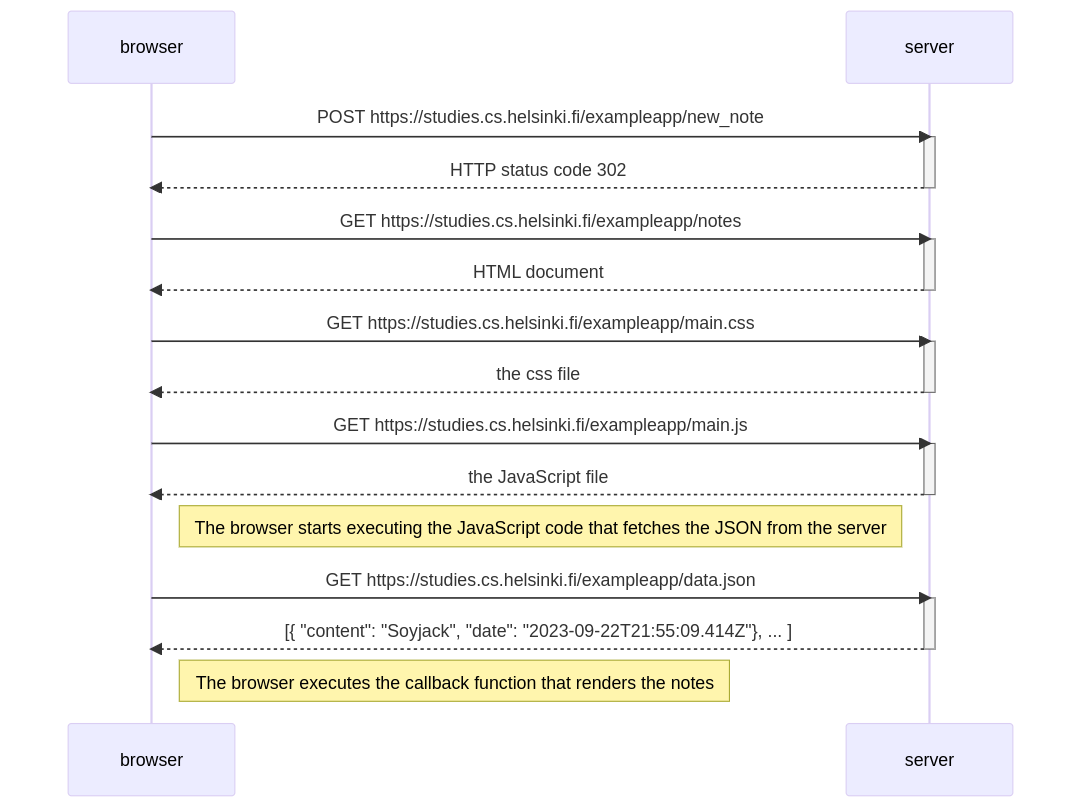 browser server
POST https://studies.cs.helsinki.fi/exampleapp/new_note
HTTP status code 302
GET https://studies.cs.helsinki.fi/exampleapp/notes
HTML document
GET https://studies.cs.helsinki.fi/exampleapp/main.css
the css file
GET https://studies.cs.helsinki.fi/exampleapp/main.js
the JavaScript file
The browser starts executing the JavaScript code that fetches the JSON from the server
GET https://studies.cs.helsinki.fi/exampleapp/data.json
[{ "content": "Soyjack", "date": "2023-09-22T21:55:09.414Z"}, ... ]
The browser executes the callback function that renders the notes
browser server